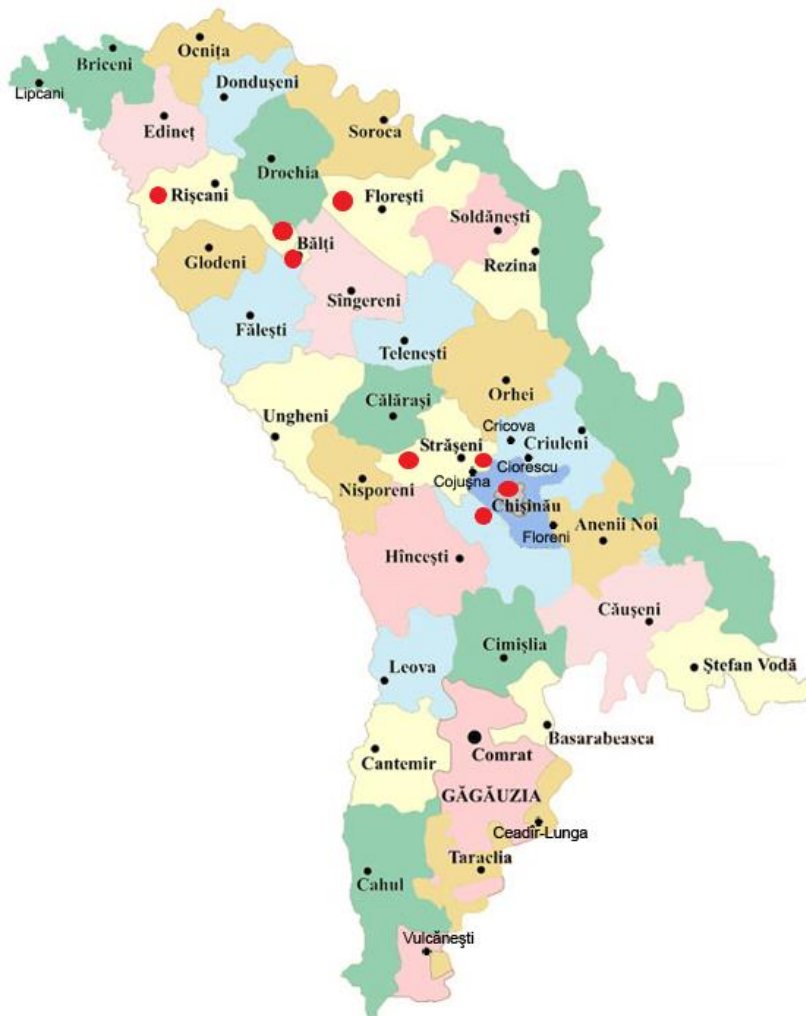 Ocnița
Briceni
Lipcani
Dondușeni
Edineț
Soroca
Drochia
Rișcani
Florești
Soldănești
Bălți
Glodeni
Rezina
Sîngereni
Fălești
Telenești
Orhei
Călărași
Ungheni
Cricova
Strășeni
Criuleni
Ciorescu
Cojușna
Nisporeni
Chișinău
Anenii Noi
Floreni
Hîncești
Căușeni
Cimișlia
Leova
Ștefan Vodă
Basarabeasca
Comrat
Cantemir
GĂGĂUZIA
Ceadîr-Lunga
Taraclia
Cahul
Vulcănești